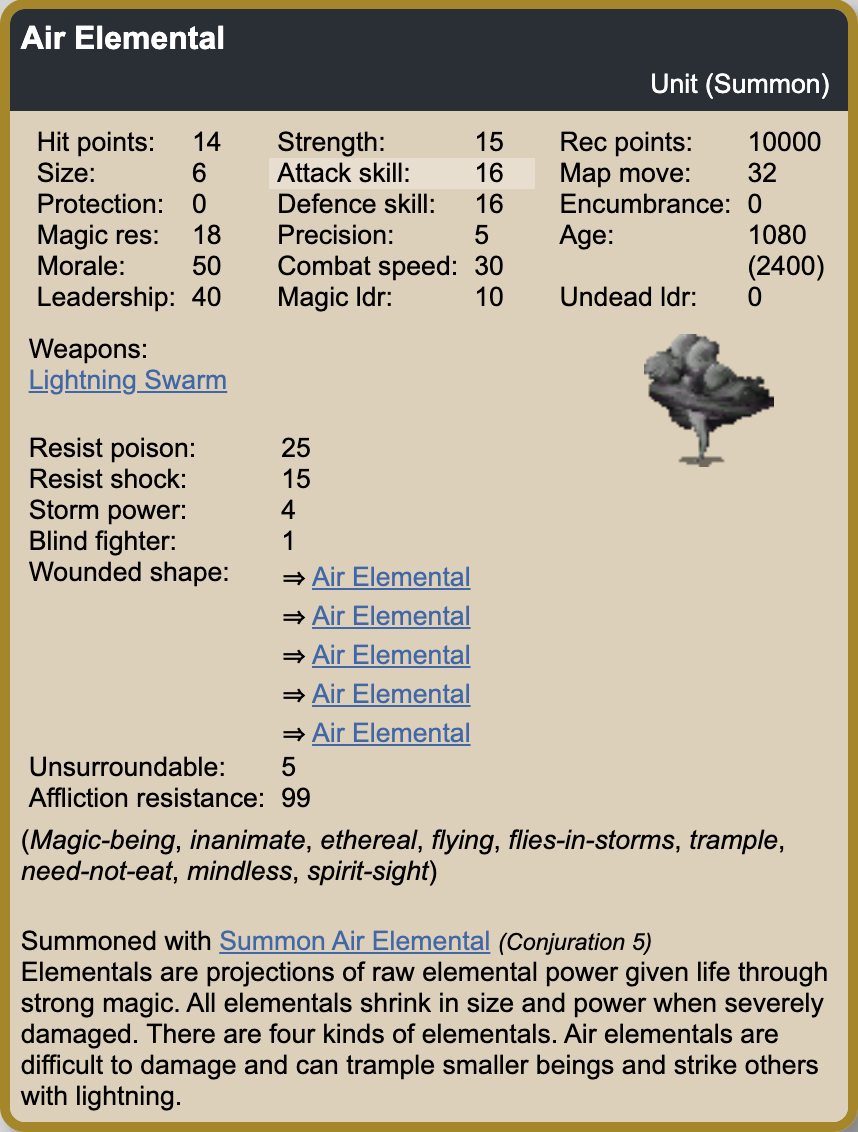 Air Elemental
Unit (Summon)
Hit points: 14 Strength: 15 Rec points: 10000
Size: 6 Attack skill: 16 Map move: 32
Protection: 0 Defence skill: 16 Encumbrance: 0
Magic res: 18 Precision: 5 Age: 1080
Morale: 50 Combat speed: 30 (2400)
Leadership: 40 Magic ldr: 10 Undead ldr: 0
Weapons:
Lightning Swarm
Resist poison: 25
Resist shock: 15
Storm power: 4
Blind fighter: 1
Wounded shape: ⇒ Air Elemental
⇒ Air Elemental
⇒ Air Elemental
⇒ Air Elemental
⇒ Air Elemental
Unsurroundable: 5
Affliction resistance: 99
(Magic-being, inanimate, ethereal, flying, flies-in-storms, trample,
need-not-eat, mindless, spirit-sight)
Summoned with Summon Air Elemental (Conjuration 5)
Elementals are projections of raw elemental power given life through
strong magic. All elementals shrink in size and power when severely
damaged. There are four kinds of elementals. Air elementals are
difficult to damage and can trample smaller beings and strike others
with lightning.